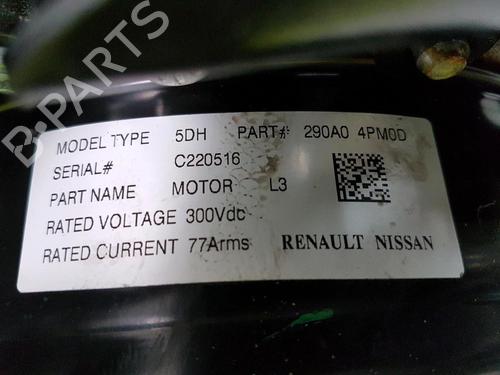 B-PARTS
MODEL TYPE 5DH PART# 290A0 4PM0D
SERIAL# C220516
PART NAME MOTOR L3
RATED VOLTAGE 300Vdc
RATED CURRENT 77Arms RENAULT NISSAN